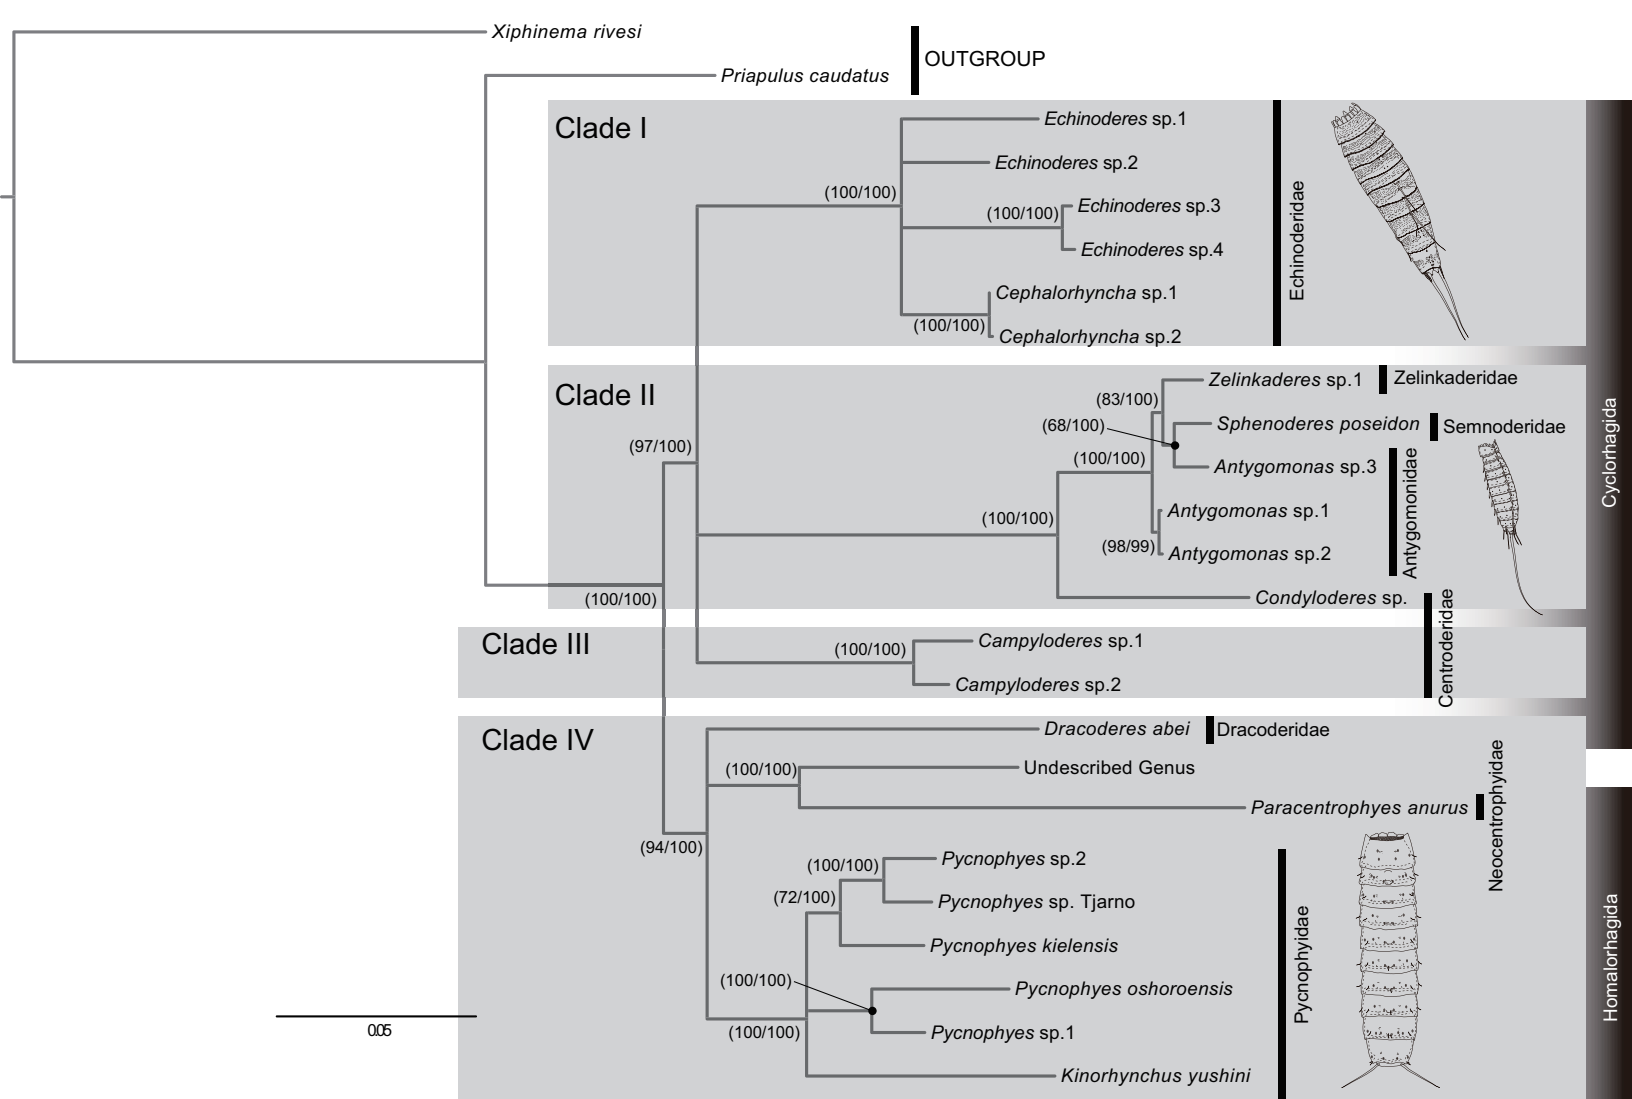 Xiphinema rivesi
Priapulus caudatus
OUTGROUP
Clade I
Echinoderes sp.1
Echinoderes sp.2
(100/100)
Echinoderes sp.3
(100/100)
Echinoderes sp.4
Cephalorhyncha sp.1
(100/100)
Cephalorhyncha sp.2
Echinoderidae
Clade II
Zelinkaderes sp.1
Zelinkaderidae
(83/100)
Sphenoderes poseidon
Semnoderidae
(68/100)
(97/100)
(100/100)
Antygomonas sp.3
Antygomonidae
Antygomonas sp.1
(100/100)
(98/99)
Antygomonas sp.2
(100/100)
Condyloderes sp.
Centroderidae
Cyclorhagida
Clade III
Campyloderes sp.1
(100/100)
Campyloderes sp.2
Clade IV
Dracoderes abei
Dracoderidae
(100/100)
Undescribed Genus
Paracentrophyes anurus
Neocentrophyidae
(94/100)
Pycnophyes sp.2
(100/100)
(72/100)
Pycnophyes sp. Tjarno
Pycnophyes kielensis
Pycnophyidae
Homalorhagida
(100/100)
Pycnophyes oshoroensis
(100/100)
Pycnophyes sp.1
Kinorhynchus yushini
0.05